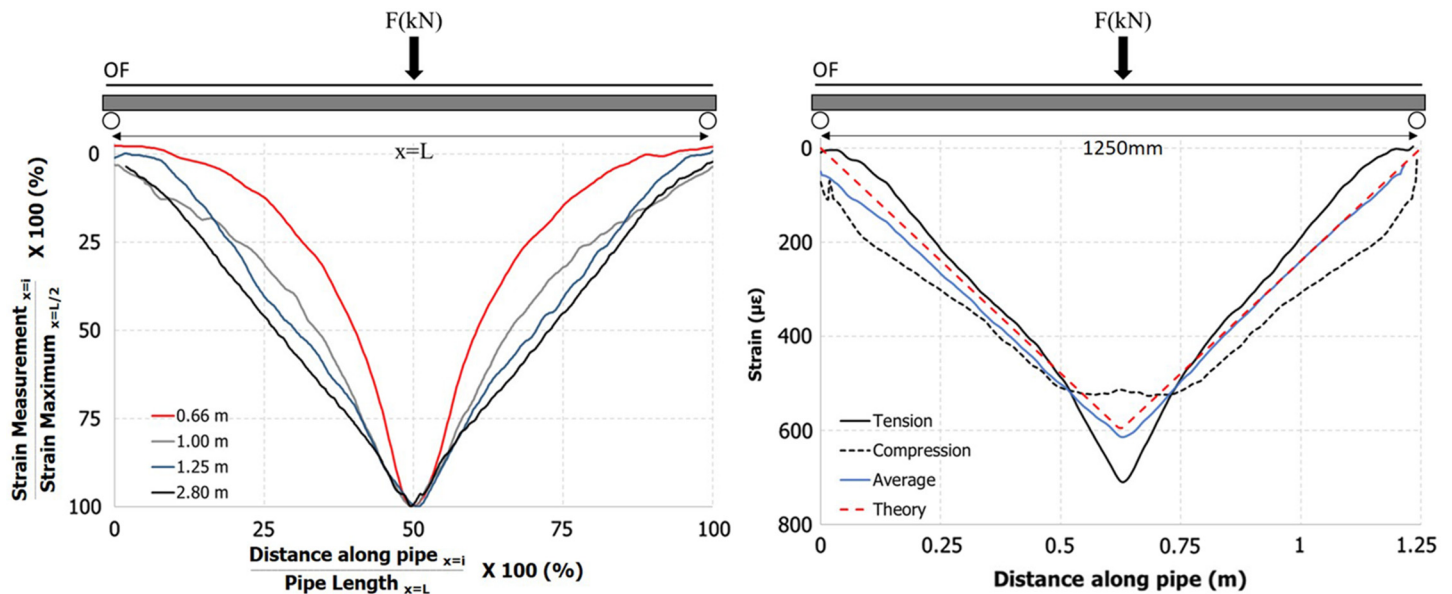 F(kN)
OF
x=L
0
25
50
75
100
Strain Measurement x=i
Strain Maximum x=L/2
X 100 (%)
0.66 m
1.00 m
1.25 m
2.80 m
0
25
50
75
100
Distance along pipe x=i
Pipe Length x=L
X 100 (%)
F(kN)
OF
1250mm
0
200
400
600
800
Strain (με)
Tension
Compression
Average
Theory
0
0.25
0.5
0.75
1
1.25
Distance along pipe (m)